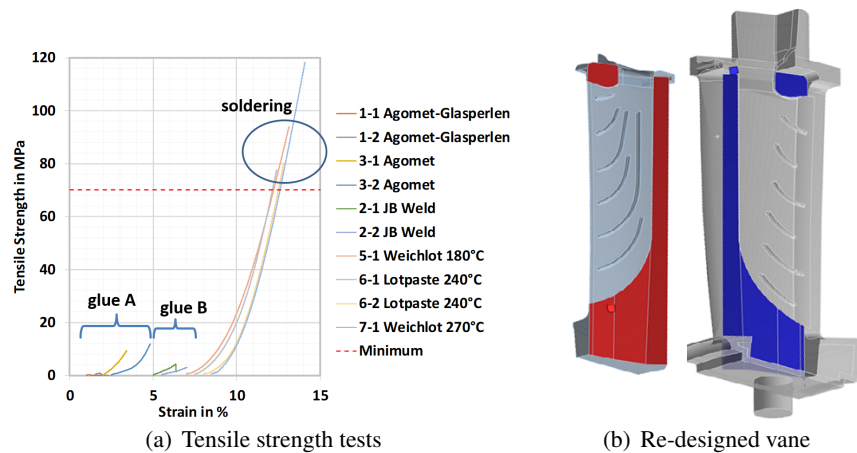 120
100
80
60
40
20
0
Tensile Strength in MPa
soldering
glue A
glue B
0
5
10
15
Strain in %
1-1 Agomet-Glasperlen
1-2 Agomet-Glasperlen
3-1 Agomet
3-2 Agomet
2-1 JB Weld
2-2 JB Weld
5-1 Weichlot 180°C
6-1 Lotpaste 240°C
6-2 Lotpaste 240°C
7-1 Weichlot 270°C
Minimum
(a) Tensile strength tests
(b) Re-designed vane